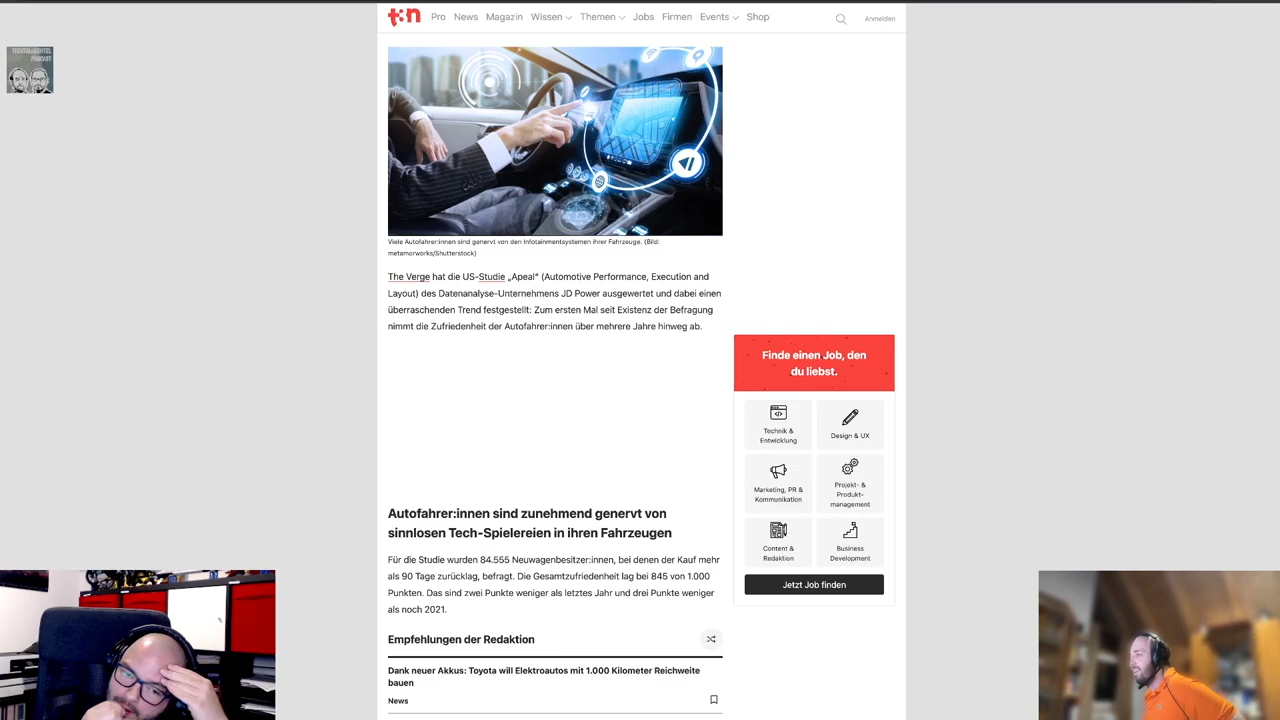 t3n Pro News Magazin Wissen Themen Jobs Firmen Events Shop Anmelden
TECHTELMECHTEL
PODCAST
Viele Autofahrer:innen sind genervt von den Infotainmentsystemen ihrer Fahrzeuge. (Bild:
metamorworks/Shutterstock)
The Verge hat die US-Studie „Apeal“ (Automotive Performance, Execution and
Layout) des Datenanalyse-Unternehmens JD Power ausgewertet und dabei einen
überraschenden Trend festgestellt: Zum ersten Mal seit Existenz der Befragung
nimmt die Zufriedenheit der Autofahrer:innen über mehrere Jahre hinweg ab.
Autofahrer:innen sind zunehmend genervt von
sinnlosen Tech-Spielereien in ihren Fahrzeugen
Für die Studie wurden 84.555 Neuwagenbesitzer:innen, bei denen der Kauf mehr
als 90 Tage zurücklag, befragt. Die Gesamtzufriedenheit lag bei 845 von 1.000
Punkten. Das sind zwei Punkte weniger als letztes Jahr und drei Punkte weniger
als noch 2021.
Empfehlungen der Redaktion
Dank neuer Akkus: Toyota will Elektroautos mit 1.000 Kilometer Reichweite
bauen
News
Finde einen Job, den
du liebst.
Technik &
Entwicklung
Design & UX
Marketing, PR &
Kommunikation
Projekt- &
Produkt-
management
Content &
Redaktion
Business
Development
Jetzt Job finden